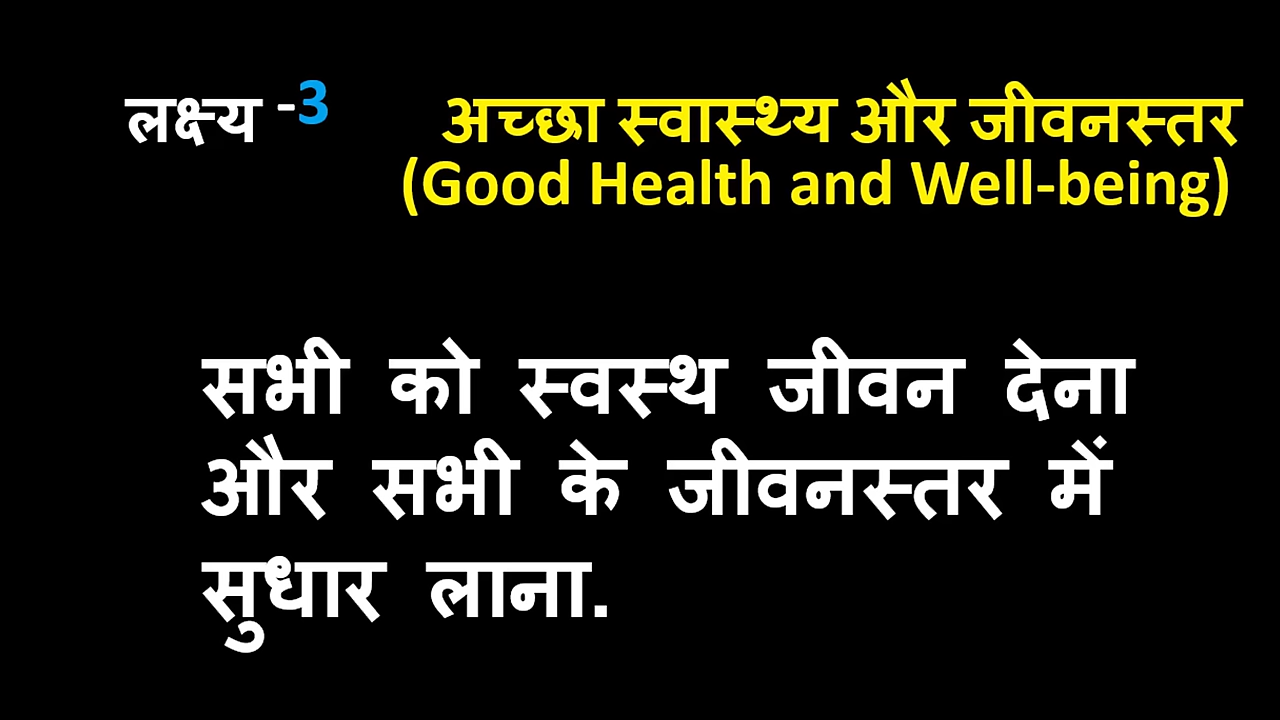 लक्ष्य -3 अच्छा स्वास्थ्य और जीवनस्तर
(Good Health and Well-being)
सभी को स्वस्थ जीवन देना
और सभी के जीवनस्तर में
सुधार लाना.